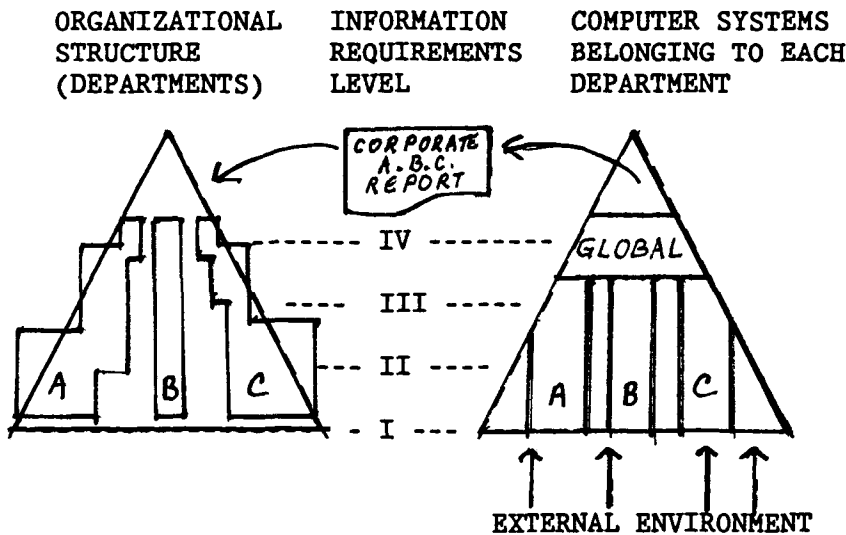 ORGANIZATIONAL INFORMATION COMPUTER SYSTEMS
STRUCTURE REQUIREMENTS BELONGING TO EACH
(DEPARTMENTS) LEVEL DEPARTMENT
CORPORATE
A.B.C.
REPORT
IV
GLOBAL
III
II
A B C
A B C
I
EXTERNAL ENVIRONMENT